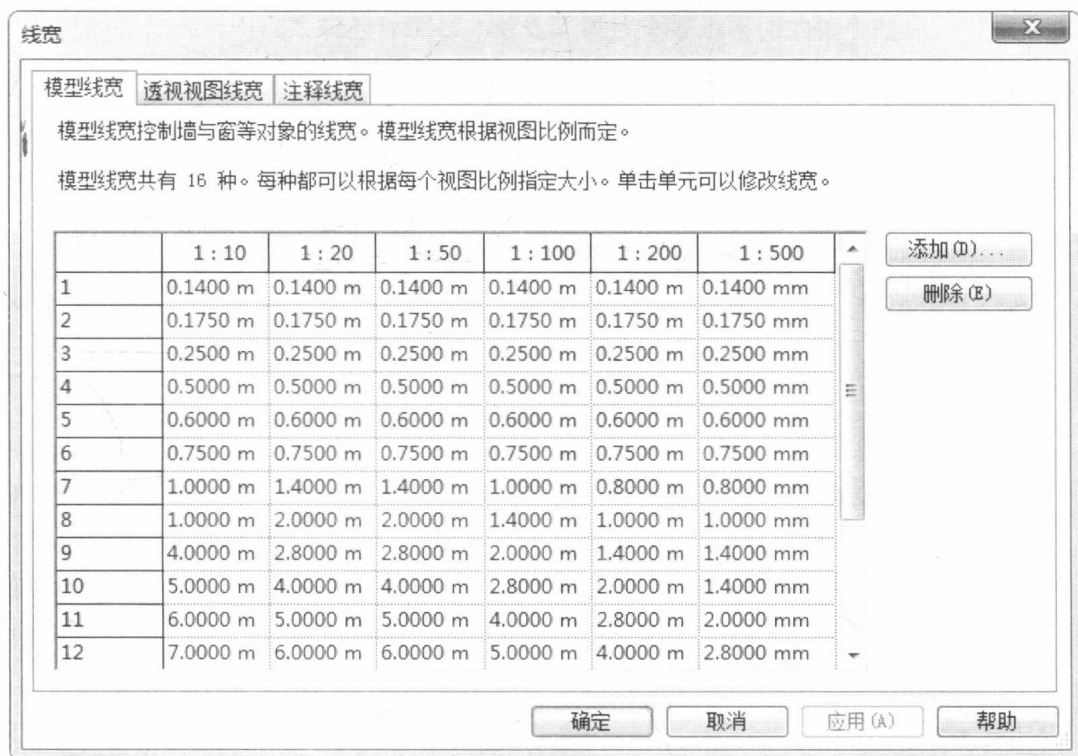 线宽
模型线宽 透视视图线宽 注释线宽
模型线宽控制墙与窗等对象的线宽。模型线宽根据视图比例而定。
模型线宽共有 16 种。每种都可以根据每个视图比例指定大小。单击单元可以修改线宽。
1 : 10 1 : 20 1 : 50 1 : 100 1 : 200 1 : 500
1 0.1400 m 0.1400 m 0.1400 m 0.1400 m 0.1400 m 0.1400 mm
2 0.1750 m 0.1750 m 0.1750 m 0.1750 m 0.1750 m 0.1750 mm
3 0.2500 m 0.2500 m 0.2500 m 0.2500 m 0.2500 m 0.2500 mm
4 0.5000 m 0.5000 m 0.5000 m 0.5000 m 0.5000 m 0.5000 mm
5 0.6000 m 0.6000 m 0.6000 m 0.6000 m 0.6000 m 0.6000 mm
6 0.7500 m 0.7500 m 0.7500 m 0.7500 m 0.7500 m 0.7500 mm
7 1.0000 m 1.4000 m 1.4000 m 1.0000 m 0.8000 m 0.8000 mm
8 1.0000 m 2.0000 m 2.0000 m 1.4000 m 1.0000 m 1.0000 mm
9 4.0000 m 2.8000 m 2.8000 m 2.0000 m 1.4000 m 1.4000 mm
10 5.0000 m 4.0000 m 4.0000 m 2.8000 m 2.0000 m 1.4000 mm
11 6.0000 m 5.0000 m 5.0000 m 4.0000 m 2.8000 m 2.0000 mm
12 7.0000 m 6.0000 m 6.0000 m 5.0000 m 4.0000 m 2.8000 mm
添加(D)...
删除(E)
确定 取消 应用(A) 帮助